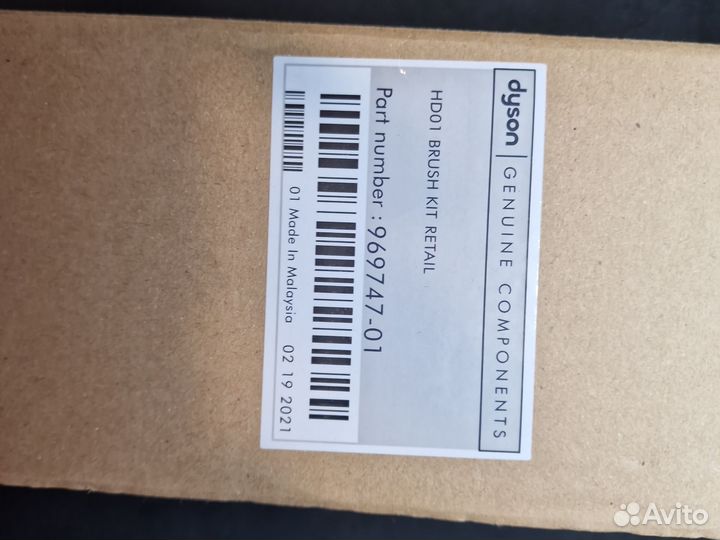 dyson | GENUINE COMPONENTS
HD01 BRUSH KIT RETAIL
Part number : 969747-01
01 Made In Malaysia 02 19 2021
Avito